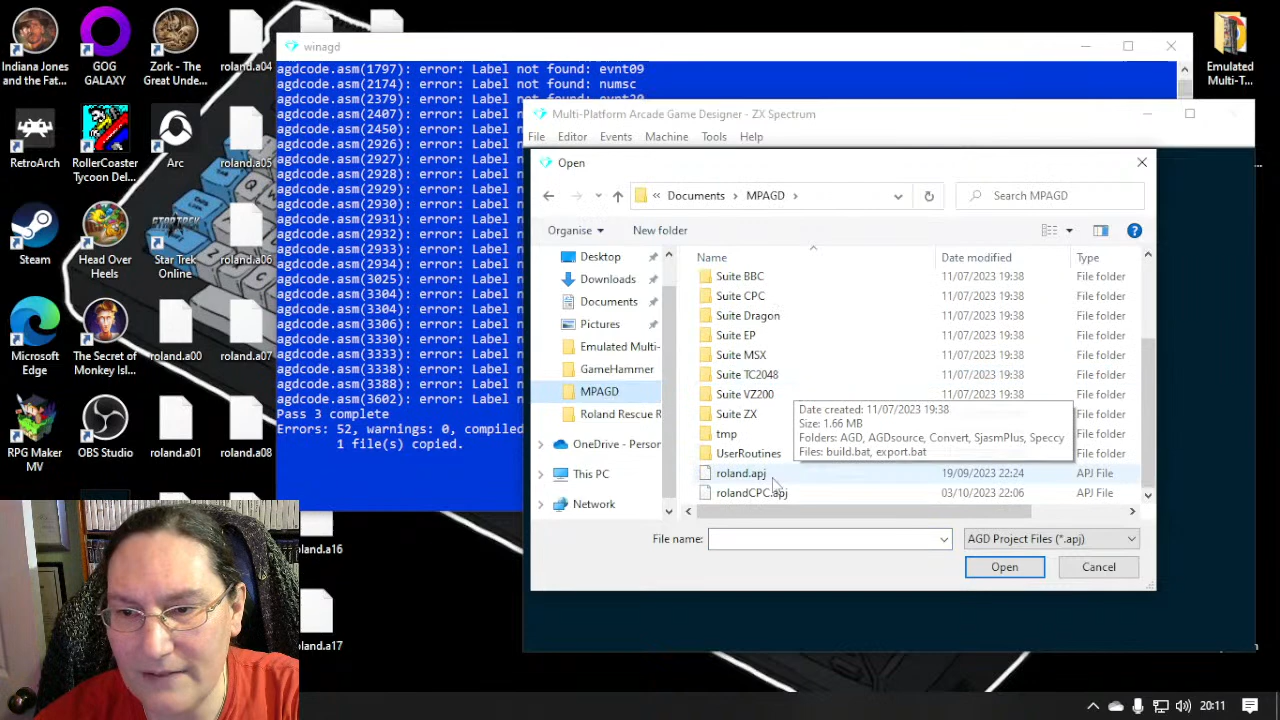 Indiana Jones
and the Fat...
GOG
GALAXY
Zork - The
Great Unde...
roland.a04
RetroArch
RollerCoaster
Tycoon Del...
Arc
roland.a05
Steam
Head Over
Heels
STAR TREK
ONLINE
Star Trek
Online
roland.a06
Microsoft
Edge
The Secret of
Monkey Isl...
roland.a00
roland.a07
RPG Maker
MV
OBS Studio
roland.a01
roland.a08
roland.a16
roland.a17
Emulated
Multi-T...
winagd
agdcode.asm(1797): error: Label not found: evnt09
agdcode.asm(2174): error: Label not found: numsc
agdcode.asm(2379): error: Label not found: evnt20
agdcode.asm(2407): error: Label n
agdcode.asm(2450): error: Label n
agdcode.asm(2926): error: Label n
agdcode.asm(2927): error: Label n
agdcode.asm(2928): error: Label n
agdcode.asm(2929): error: Label n
agdcode.asm(2930): error: Label n
agdcode.asm(2931): error: Label n
agdcode.asm(2932): error: Label n
agdcode.asm(2933): error: Label n
agdcode.asm(2934): error: Label n
agdcode.asm(3025): error: Label n
agdcode.asm(3304): error: Label n
agdcode.asm(3304): error: Label n
agdcode.asm(3306): error: Label n
agdcode.asm(3330): error: Label n
agdcode.asm(3333): error: Label n
agdcode.asm(3338): error: Label n
agdcode.asm(3388): error: Label n
agdcode.asm(3602): error: Label n
Pass 3 complete
Errors: 52, warnings: 0, compiled
1 file(s) copied.
Multi-Platform Arcade Game Designer - ZX Spectrum
File Editor Events Machine Tools Help
Open
« Documents > MPAGD >
Search MPAGD
Organise New folder
Desktop
Downloads
Documents
Pictures
Emulated Multi-
GameHammer
MPAGD
Roland Rescue R
OneDrive - Person
This PC
Network
Name Date modified Type
Suite BBC 11/07/2023 19:38 File folder
Suite CPC 11/07/2023 19:38 File folder
Suite Dragon 11/07/2023 19:38 File folder
Suite EP 11/07/2023 19:38 File folder
Suite MSX 11/07/2023 19:38 File folder
Suite TC2048 11/07/2023 19:38 File folder
Suite VZ200 11/07/2023 19:38 File folder
Suite ZX
tmp
UserRoutines
roland.apj 19/09/2023 22:24 APJ File
rolandCPC.apj 03/10/2023 22:06 APJ File
Date created: 11/07/2023 19:38
Size: 1.66 MB
Folders: AGD, AGDsource, Convert, SjasmPlus, Speccy
Files: build.bat, export.bat
File name:
AGD Project Files (*.apj)
Open
Cancel
20:11